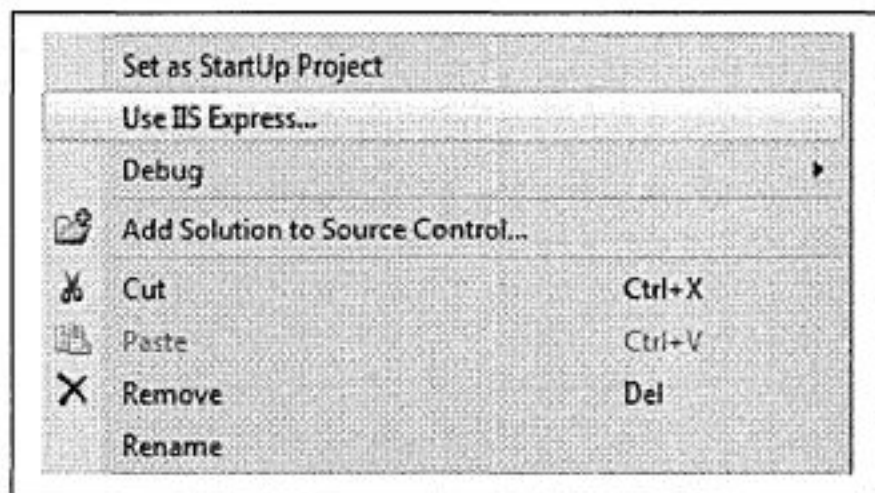 Set as StartUp Project
Use IIS Express...
Debug
Add Solution to Source Control...
Cut Ctrl+X
Paste Ctrl+V
Remove Del
Rename